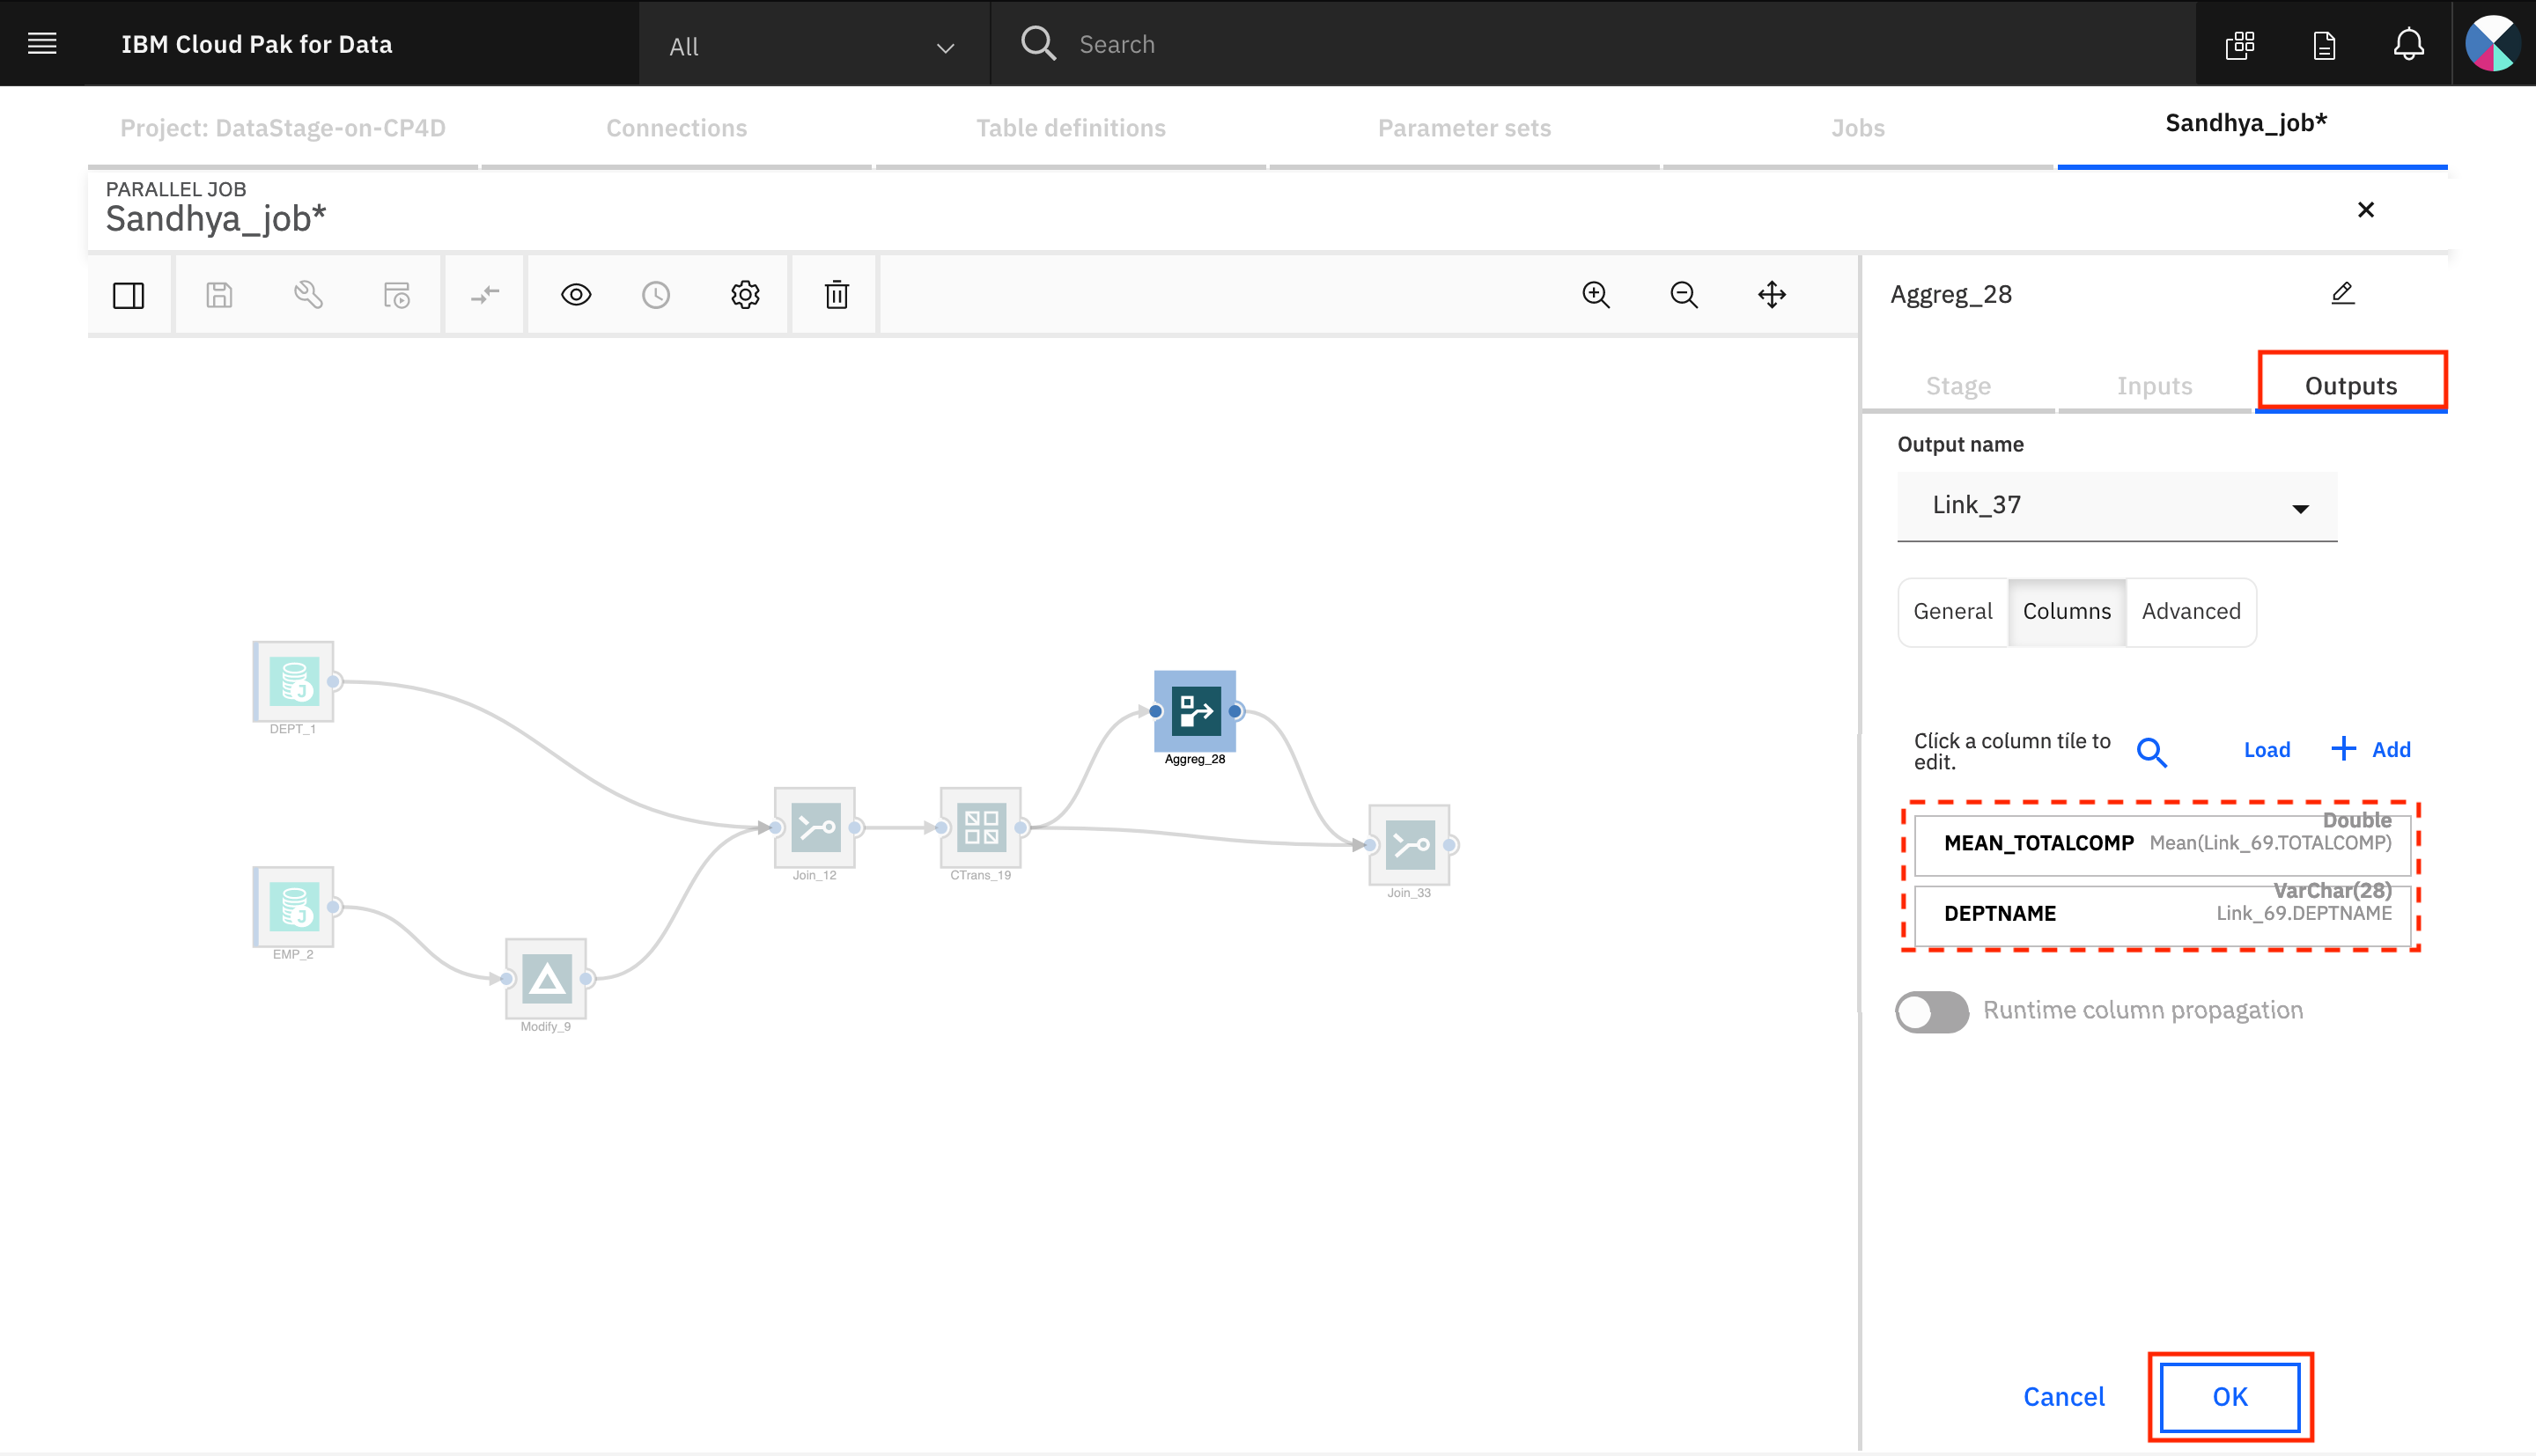 IBM Cloud Pak for Data
All
Search
Project: DataStage-on-CP4D
Connections
Table definitions
Parameter sets
Jobs
Sandhya_job*
PARALLEL JOB
Sandhya_job*
Aggreg_28
Stage
Inputs
Outputs
Output name
Link_37
General
Columns
Advanced
Click a column tile to
edit.
Load
Add
Double
MEAN_TOTALCOMP
Mean(Link_69.TOTALCOMP)
VarChar(28)
DEPTNAME
Link_69.DEPTNAME
Runtime column propagation
Cancel
OK
DEPT_1
Aggreg_28
Join_12
CTrans_19
Join_33
EMP_2
Modify_9